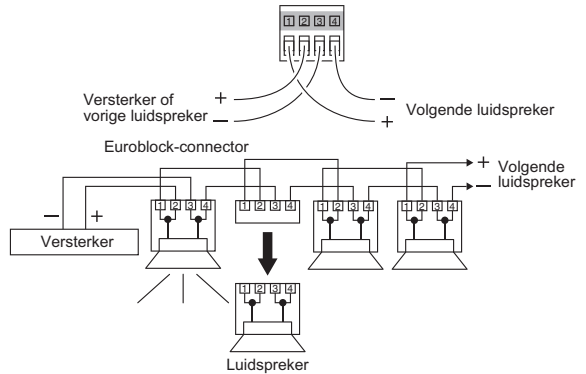 1 2 3 4
Versterker of
vorige luidspreker
+
−
−
+
Volgende luidspreker
Euroblock-connector
+
−
Volgende
luidspreker
− +
1 2 3 4
1 2 3 4
1 2 3 4
1 2 3 4
Versterker
1 2 3 4
Luidspreker